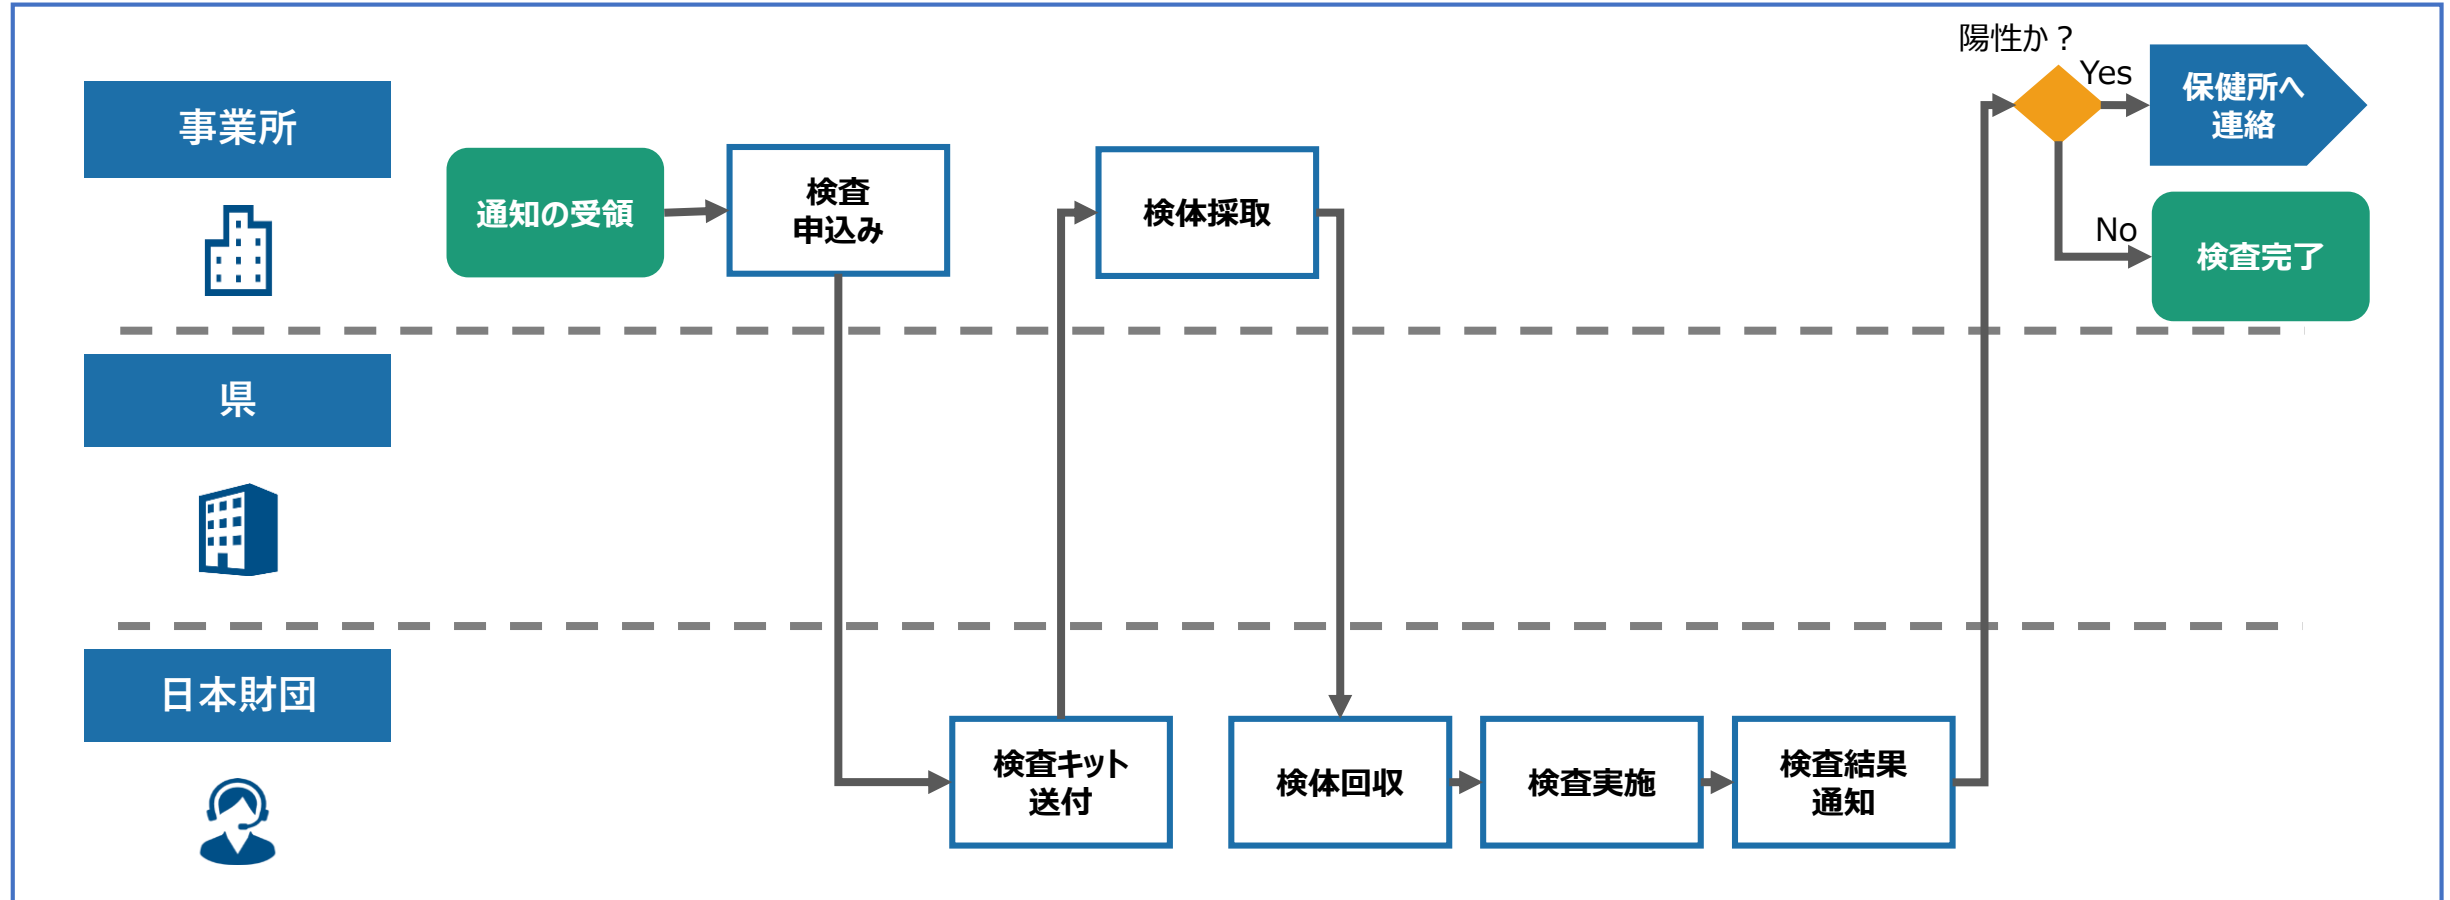 陽性か？
Yes
保健所へ
連絡
事業所
通知の受領
検査
申込み
検体採取
No
検査完了
県
日本財団
検査キット
送付
検体回収
検査実施
検査結果
通知